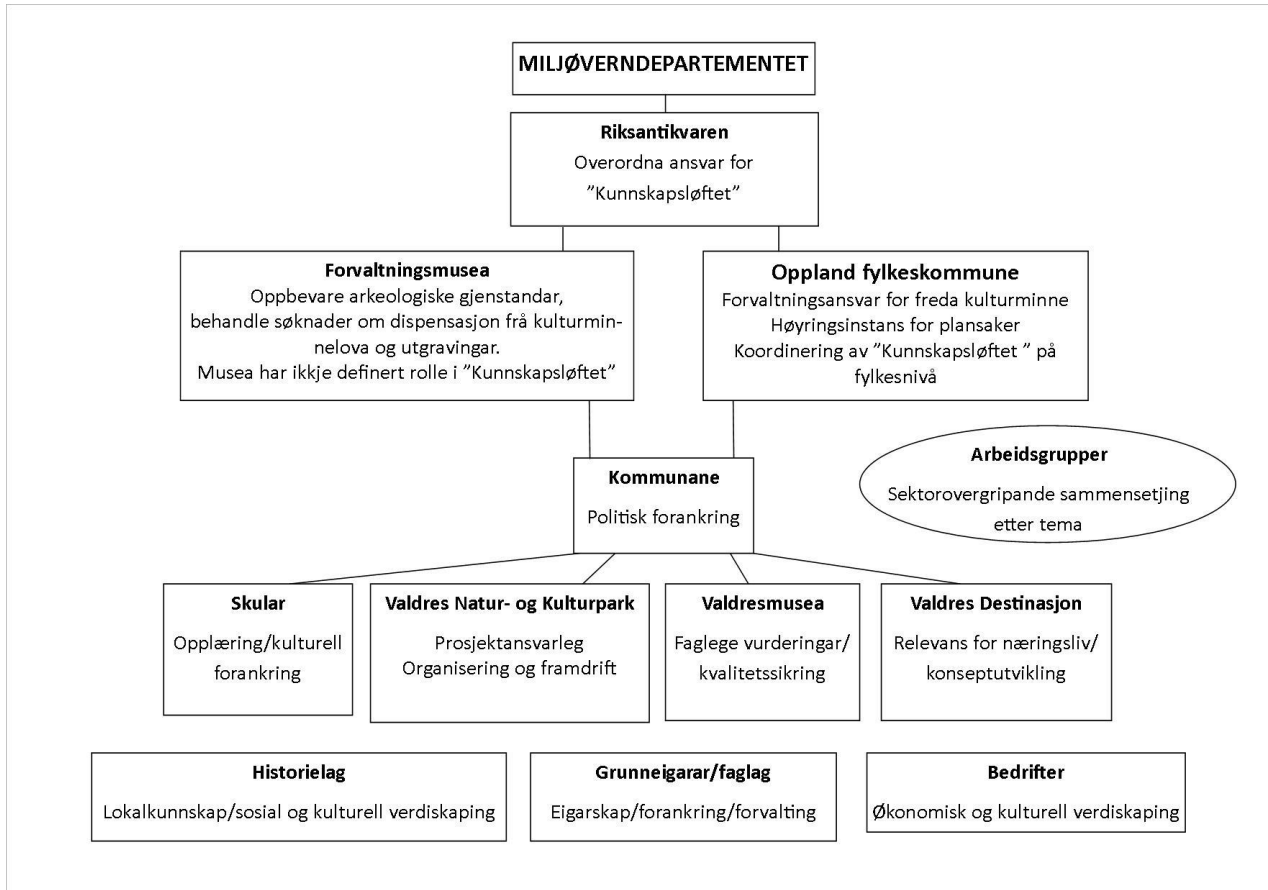 MILJØVERNDEPARTEMENTET
Riksantikvaren
Overordna ansvar for
”Kunnskapsløftet”
Forvaltningsmusea
Oppbevare arkeologiske gjenstandar,
behandle søknader om dispensasjon frå kulturmin-
nelova og utgravingar.
Musea har ikkje definert rolle i ”Kunnskapsløftet”
Oppland fylkeskommune
Forvaltningsansvar for freda kulturminne
Høyringsinstans for plansaker
Koordinering av ”Kunnskapsløftet ” på
fylkesnivå
Kommunane
Politisk forankring
Arbeidsgrupper
Sektorovergripande sammensetjing
etter tema
Skular
Opplæring/kulturell
forankring
Valdres Natur- og Kulturpark
Prosjektansvarleg
Organisering og framdrift
Valdresmusea
Faglege vurderingar/
kvalitetssikring
Valdres Destinasjon
Relevans for næringsliv/
konseptutvikling
Historielag
Lokalkunnskap/sosial og kulturell verdiskaping
Grunneigarar/faglag
Eigarskap/forankring/forvalting
Bedrifter
Økonomisk og kulturell verdiskaping